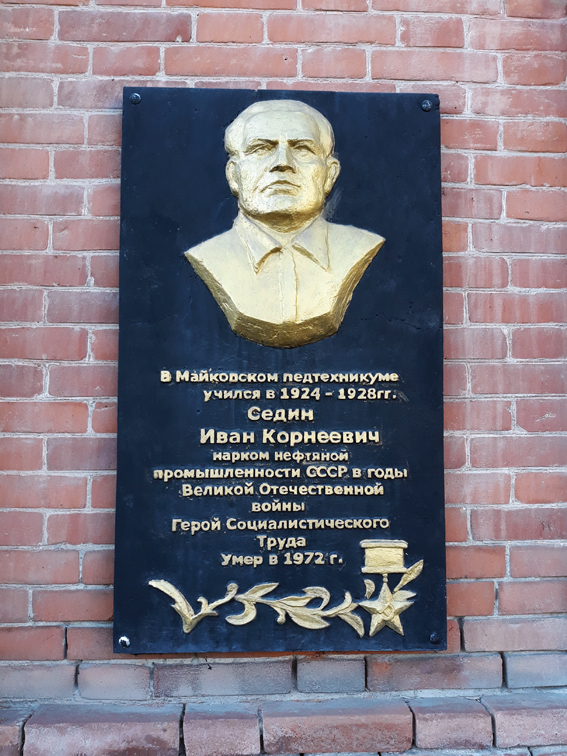 В Майковском педтехникуме
учился в 1924 - 1928гг.
Седин
Иван Корнеевич
нарком нефтяной
промышленности СССР в годы
Великой Отечественной
войны
Герой Социалистического
Труда
Умер в 1972 г.